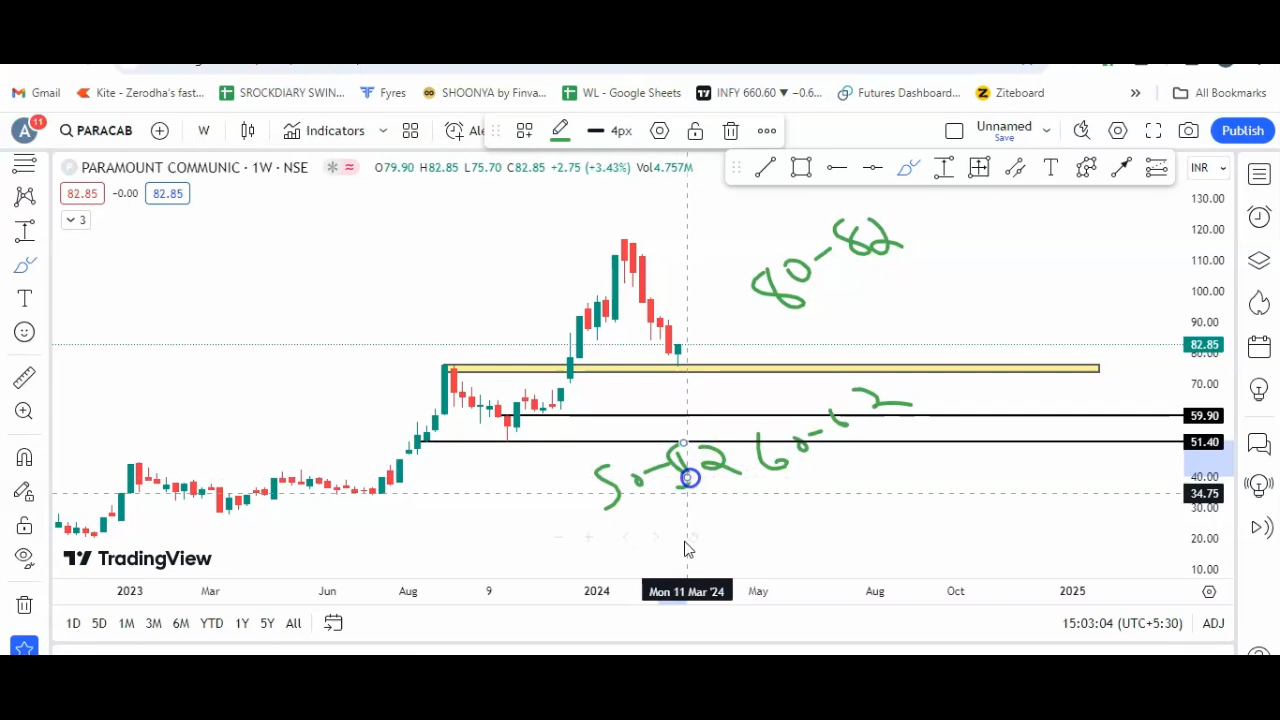 Gmail Kite - Zerodha's fast... SROCKDIARY SWIN... Fyres SHOONYA by Finva... WL - Google Sheets INFY 660.60 ▼ −0.6... Futures Dashboard... Ziteboard » All Bookmarks
A 11 PARACAB W Indicators Ale 4px Unnamed Save Publish
PARAMOUNT COMMUNIC · 1W · NSE O79.90 H82.85 L75.70 C82.85 +2.75 (+3.43%) Vol4.757M INR
82.85 -0.00 82.85
3
130.00
120.00
110.00
100.00
90.00
82.85
80.00
70.00
59.90
51.40
40.00
34.75
30.00
20.00
10.00
80-82
60-62
50-52
TradingView
2023 Mar Jun Aug 9 2024 Mon 11 Mar '24 May Aug Oct 2025
1D 5D 1M 3M 6M YTD 1Y 5Y All 15:03:04 (UTC+5:30) ADJ